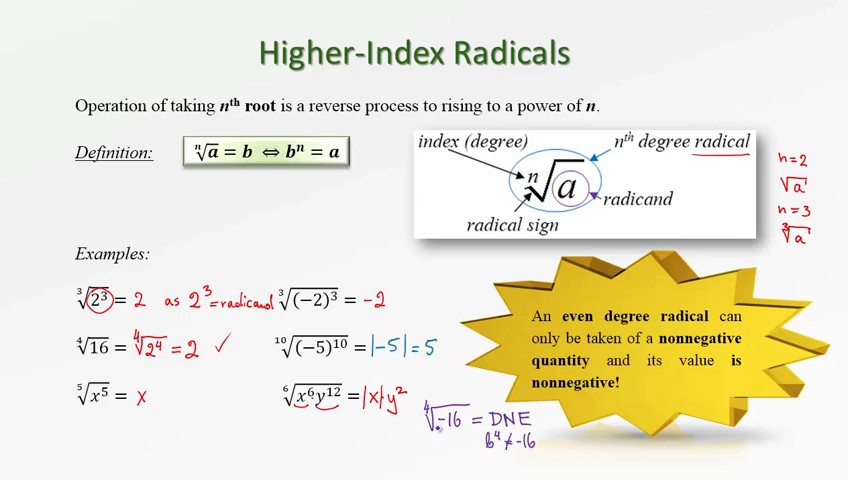 Higher-Index Radicals
Operation of taking nᵗʰ root is a reverse process to rising to a power of n.
Definition:
ⁿ√a = b ⇔ bⁿ = a
index (degree)
nᵗʰ degree radical
n√a
radicand
radical sign
n=2
√a
n=3
³√a
Examples:
³√2³ = 2 as 2³ = radicand
³√(−2)³ = -2
⁴√16 = ⁴√2⁴ = 2 ✓
¹⁰√(−5)¹⁰ = |-5| = 5
⁵√x⁵ = x
⁶√x⁶y¹² = |x|y²
An even degree radical can
only be taken of a nonnegative
quantity and its value is
nonnegative!
⁴√-16 = DNE
b⁴ ≠ -16